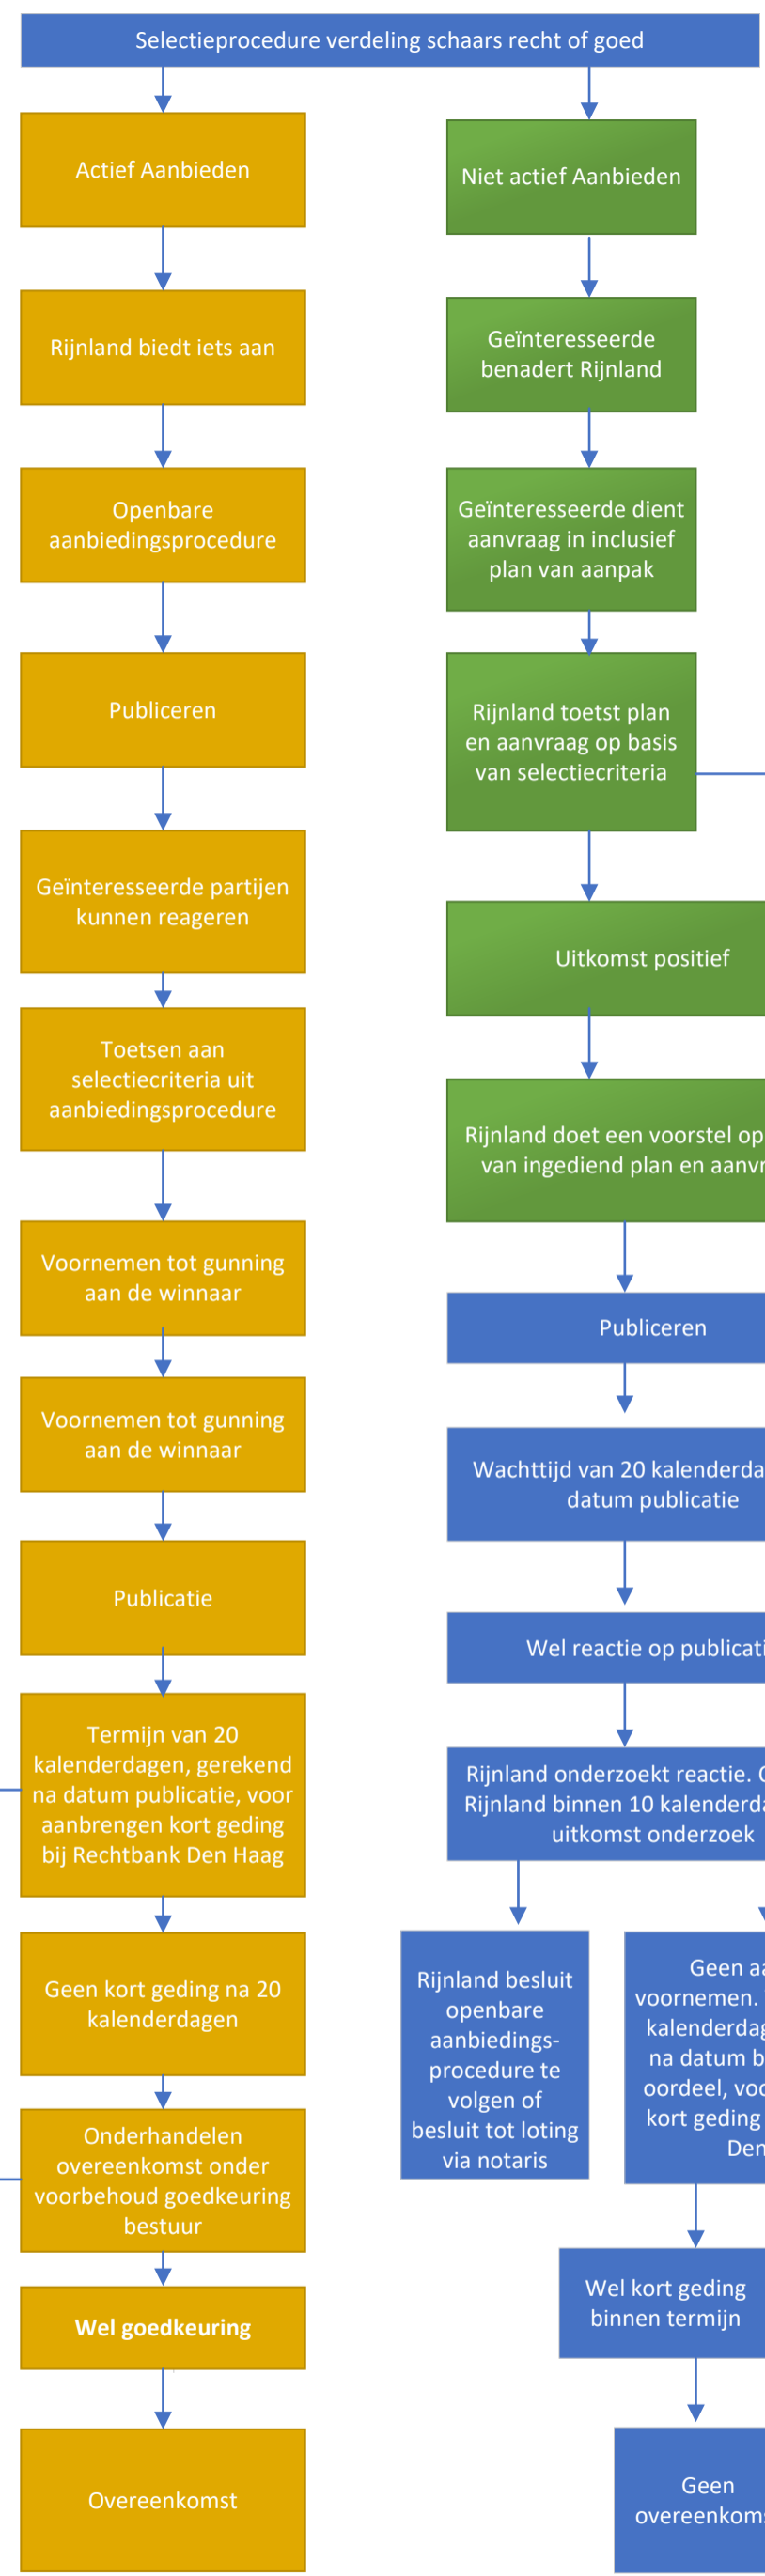 Selectieprocedure verdeling schaars recht of goed
Actief Aanbieden
Rijnland biedt iets aan
Openbare
aanbiedingsprocedure
Publiceren
Geïnteresseerde partijen
kunnen reageren
Toetsen aan
selectiecriteria uit
aanbiedingsprocedure
Voornemen tot gunning
aan de winnaar
Voornemen tot gunning
aan de winnaar
Publicatie
Termijn van 20
kalenderdagen, gerekend
na datum publicatie, voor
aanbrengen kort geding
bij Rechtbank Den Haag
Geen kort geding na 20
kalenderdagen
Onderhandelen
overeenkomst onder
voorbehoud goedkeuring
bestuur
Wel goedkeuring
Overeenkomst
Niet actief Aanbieden
Geïnteresseerde
benadert Rijnland
Geïnteresseerde dient
aanvraag in inclusief
plan van aanpak
Rijnland toetst plan
en aanvraag op basis
van selectiecriteria
Uitkomst positief
Rijnland doet een voorstel op
van ingediend plan en
Publiceren
Wachttijd van 20
datum publicatie
Wel reactie op
Rijnland onderzoekt reactie.
Rijnland binnen 10
uitkomst onderzoek
Rijnland besluit
openbare
aanbiedings-
procedure te
volgen of
besluit tot loting
via notaris
Geen
voornemen.
na datum
oordeel,
kort geding
Wel kort geding
binnen termijn
Geen